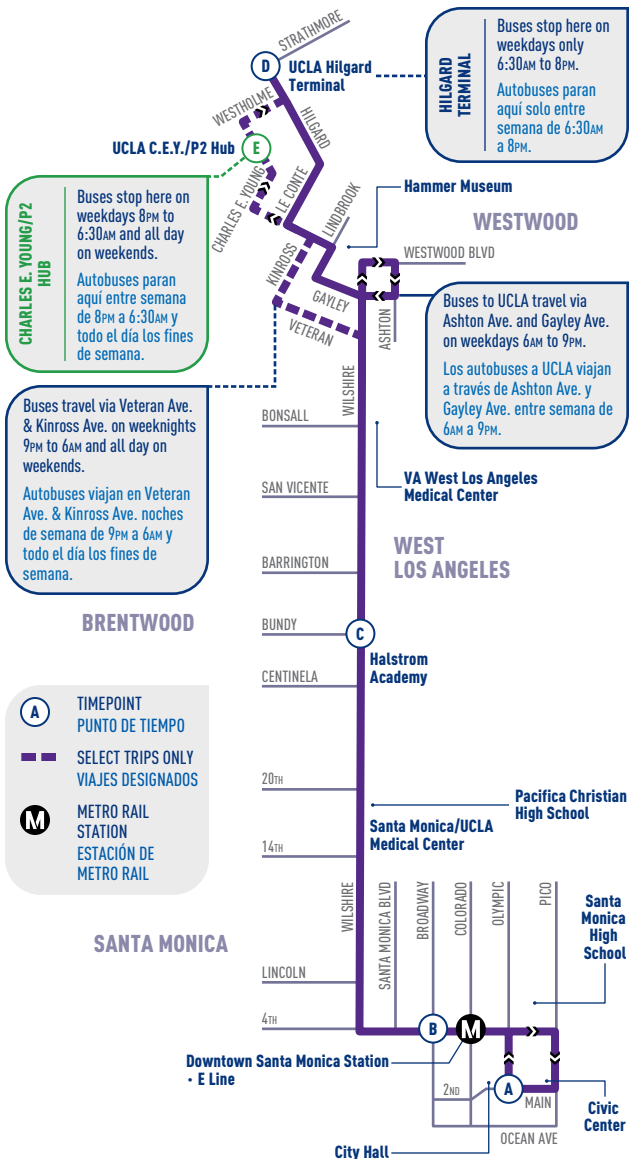 STRATHMORE
D
UCLA Hilgard
Terminal
HILGARD
TERMINAL
Buses stop here on
weekdays only
6:30AM to 8PM.
Autobuses paran
aquí solo entre
semana de 6:30AM
a 8PM.
WESTHOLME
HILGARD
UCLA C.E.Y./P2 Hub
E
CHARLES E. YOUNG
LE CONTE
LINDBROOK
Hammer Museum
CHARLES E. YOUNG/P2
HUB
Buses stop here on
weekdays 8PM to
6:30AM and all day
on weekends.
Autobuses paran
aquí entre semana
de 8PM a 6:30AM y
todo el día los fines
de semana.
WESTWOOD
KINROSS
WESTWOOD BLVD
GAYLEY
VETERAN
ASHTON
Buses to UCLA travel via
Ashton Ave. and Gayley Ave.
on weekdays 6AM to 9PM.
Los autobuses a UCLA viajan
a través de Ashton Ave. y
Gayley Ave. entre semana de
6AM a 9PM.
Buses travel via Veteran Ave.
& Kinross Ave. on weeknights
9PM to 6AM and all day on
weekends.
Autobuses viajan en Veteran
Ave. & Kinross Ave. noches
de semana de 9PM a 6AM y
todo el día los fines de
semana.
WILSHIRE
BONSALL
VA West Los Angeles
Medical Center
SAN VICENTE
WEST
LOS ANGELES
BARRINGTON
BRENTWOOD
BUNDY
C
Halstrom
Academy
CENTINELA
A
TIMEPOINT
PUNTO DE TIEMPO
SELECT TRIPS ONLY
VIAJES DESIGNADOS
M
METRO RAIL
STATION
ESTACIÓN DE
METRO RAIL
20TH
Pacifica Christian
High School
Santa Monica/UCLA
Medical Center
14TH
WILSHIRE
SANTA MONICA BLVD
BROADWAY
COLORADO
OLYMPIC
PICO
Santa
Monica
High
School
SANTA MONICA
LINCOLN
4TH
B
M
Downtown Santa Monica Station
• E Line
2ND
A
MAIN
Civic
Center
OCEAN AVE
City Hall